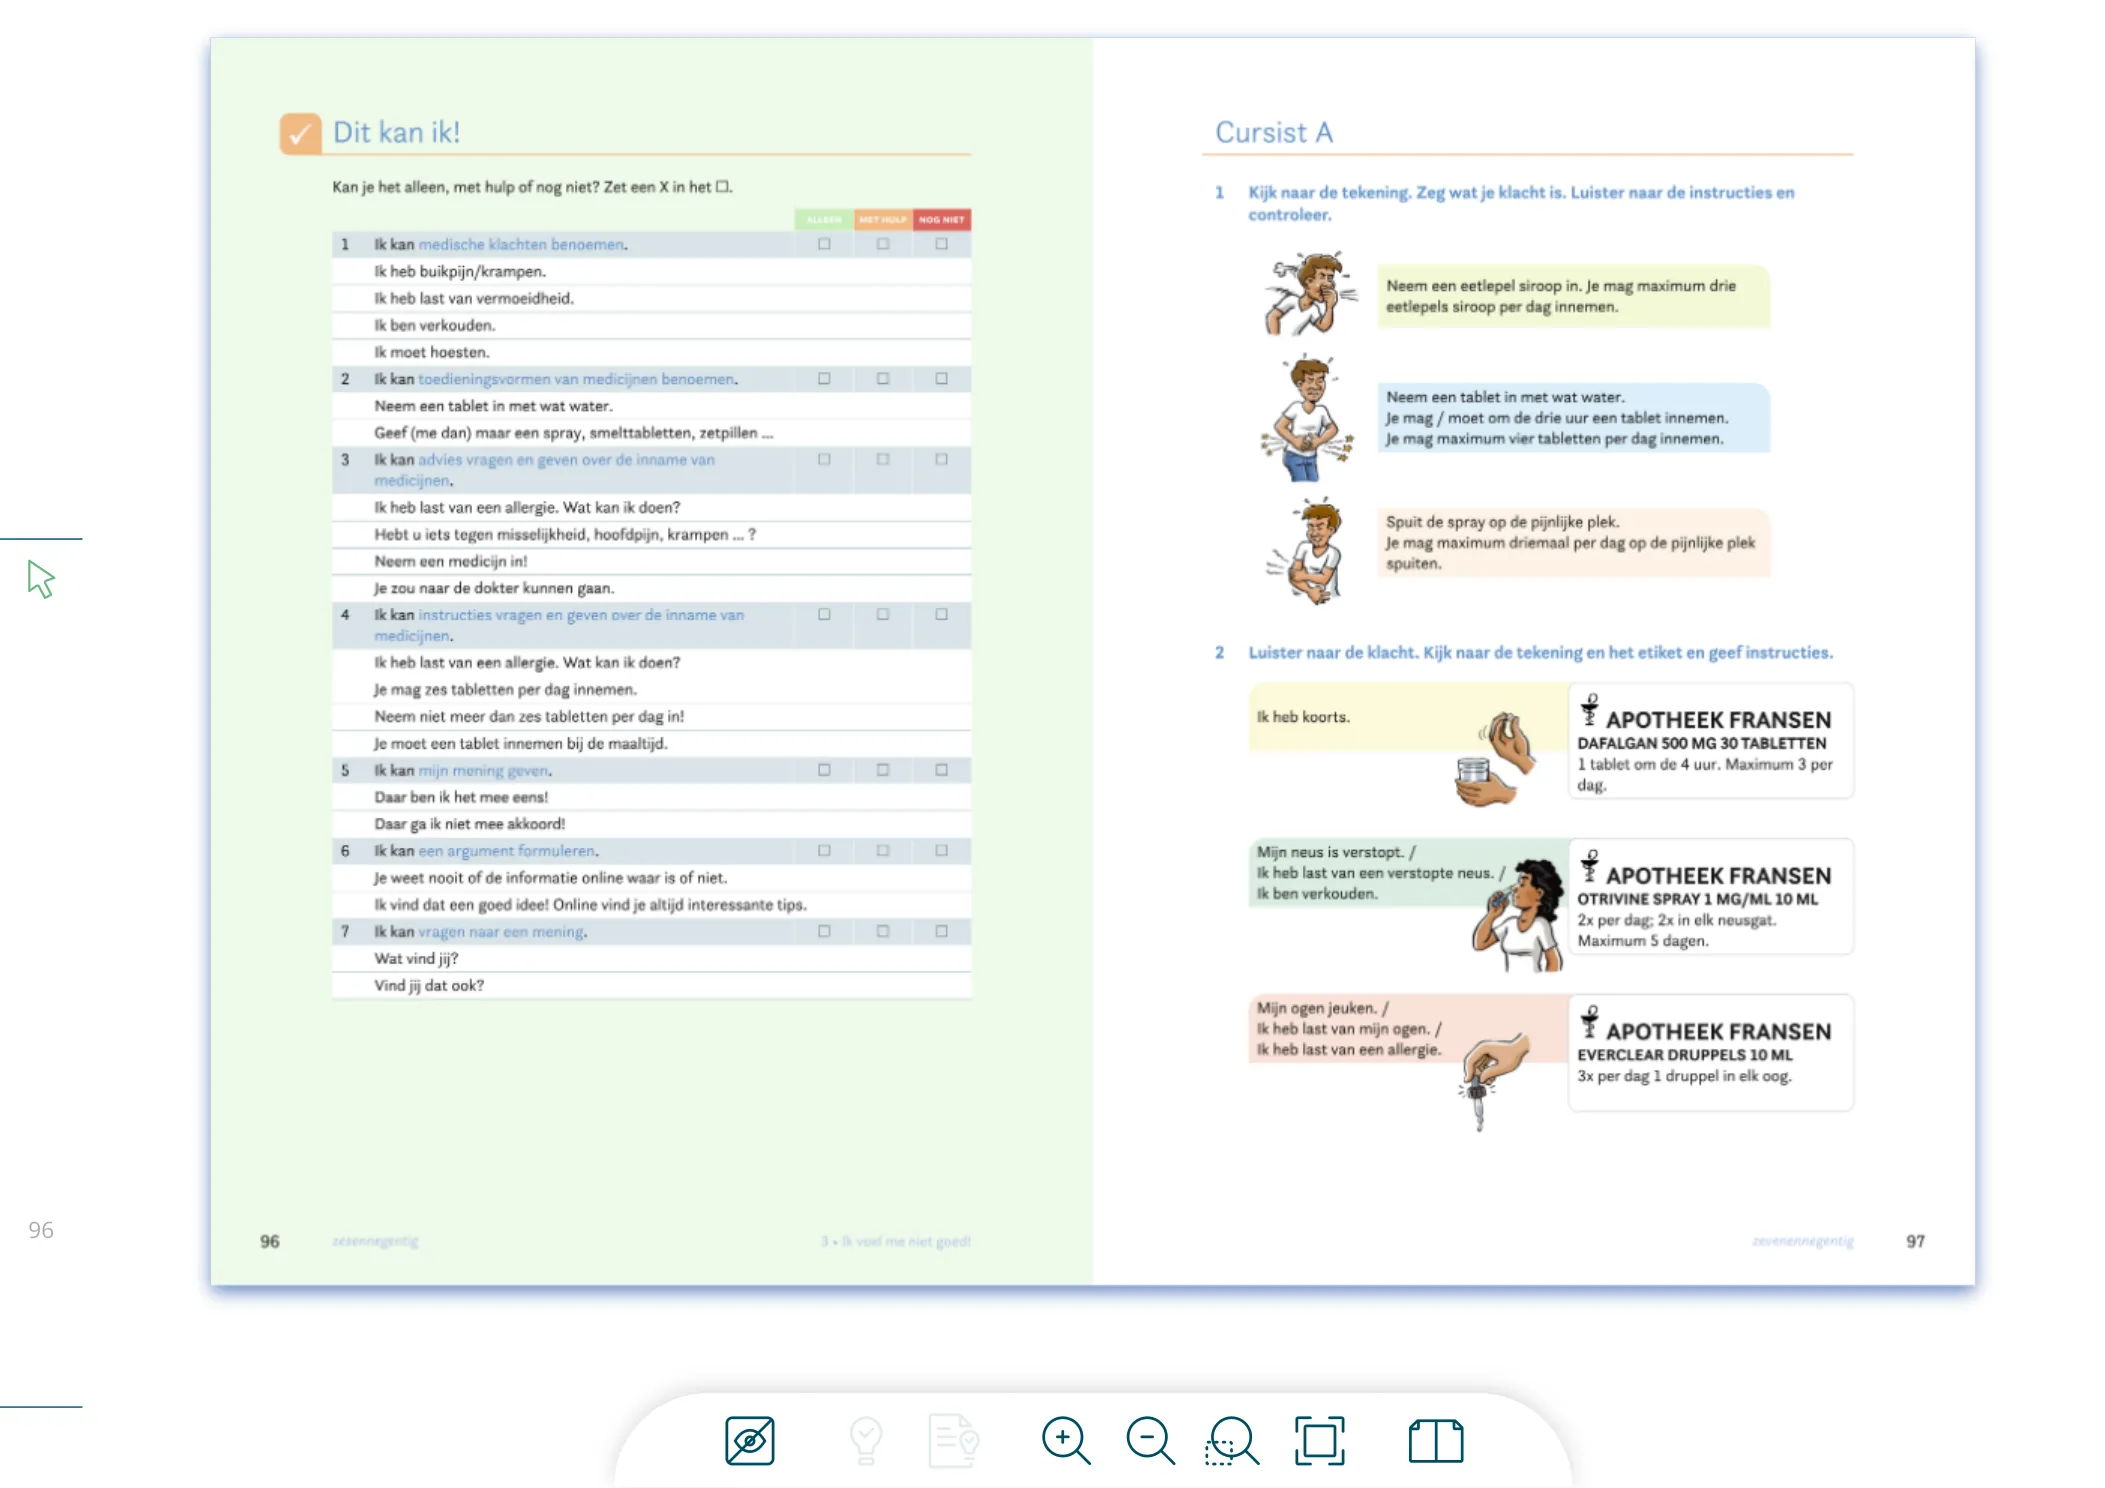 Dit kan ik!
Kan je het alleen, met hulp of nog niet? Zet een X in het ☐.
ALLEEN MET HULP NOG NIET
1 Ik kan medische klachten benoemen. ☐ ☐ ☐
Ik heb buikpijn/krampen.
Ik heb last van vermoeidheid.
Ik ben verkouden.
Ik moet hoesten.
2 Ik kan toedieningsvormen van medicijnen benoemen. ☐ ☐ ☐
Neem een tablet in met wat water.
Geef (me dan) maar een spray, smelttabletten, zetpillen ...
3 Ik kan advies vragen en geven over de inname van ☐ ☐ ☐
medicijnen.
Ik heb last van een allergie. Wat kan ik doen?
Hebt u iets tegen misselijkheid, hoofdpijn, krampen ... ?
Neem een medicijn in!
Je zou naar de dokter kunnen gaan.
4 Ik kan instructies vragen en geven over de inname van ☐ ☐ ☐
medicijnen.
Ik heb last van een allergie. Wat kan ik doen?
Je mag zes tabletten per dag innemen.
Neem niet meer dan zes tabletten per dag in!
Je moet een tablet innemen bij de maaltijd.
5 Ik kan mijn mening geven. ☐ ☐ ☐
Daar ben ik het mee eens!
Daar ga ik niet mee akkoord!
6 Ik kan een argument formuleren. ☐ ☐ ☐
Je weet nooit of de informatie online waar is of niet.
Ik vind dat een goed idee! Online vind je altijd interessante tips.
7 Ik kan vragen naar een mening. ☐ ☐ ☐
Wat vind jij?
Vind jij dat ook?
96 zesennegentig 3 • Ik voel me niet goed!
Cursist A
1 Kijk naar de tekening. Zeg wat je klacht is. Luister naar de instructies en
controleer.
Neem een eetlepel siroop in. Je mag maximum drie
eetlepels siroop per dag innemen.
Neem een tablet in met wat water.
Je mag / moet om de drie uur een tablet innemen.
Je mag maximum vier tabletten per dag innemen.
Spuit de spray op de pijnlijke plek.
Je mag maximum driemaal per dag op de pijnlijke plek
spuiten.
2 Luister naar de klacht. Kijk naar de tekening en het etiket en geef instructies.
Ik heb koorts.
APOTHEEK FRANSEN
DAFALGAN 500 MG 30 TABLETTEN
1 tablet om de 4 uur. Maximum 3 per
dag.
Mijn neus is verstopt. /
Ik heb last van een verstopte neus. /
Ik ben verkouden.
APOTHEEK FRANSEN
OTRIVINE SPRAY 1 MG/ML 10 ML
2x per dag; 2x in elk neusgat.
Maximum 5 dagen.
Mijn ogen jeuken. /
Ik heb last van mijn ogen. /
Ik heb last van een allergie.
APOTHEEK FRANSEN
EVERCLEAR DRUPPELS 10 ML
3x per dag 1 druppel in elk oog.
zevenennegentig 97
96